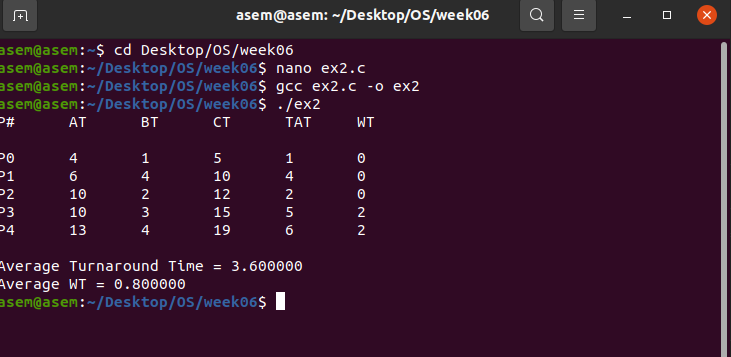 asem@asem: ~/Desktop/OS/week06
asem@asem:~$ cd Desktop/OS/week06
asem@asem:~/Desktop/OS/week06$ nano ex2.c
asem@asem:~/Desktop/OS/week06$ gcc ex2.c -o ex2
asem@asem:~/Desktop/OS/week06$ ./ex2
P# AT BT CT TAT WT
P0 4 1 5 1 0
P1 6 4 10 4 0
P2 10 2 12 2 0
P3 10 3 15 5 2
P4 13 4 19 6 2
Average Turnaround Time = 3.600000
Average WT = 0.800000
asem@asem:~/Desktop/OS/week06$